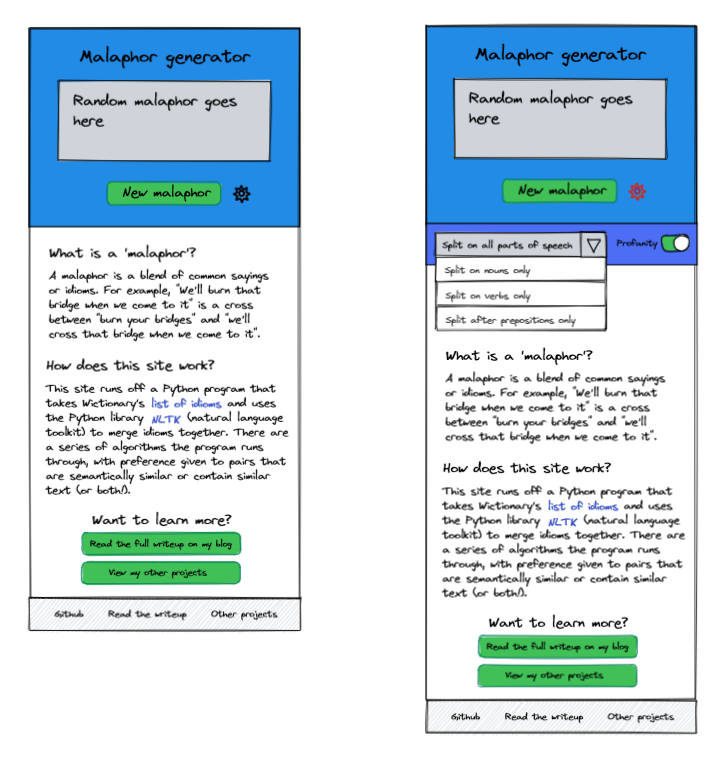 Malaphor generator
Random malaphor goes
here
New malaphor
What is a 'malaphor'?
A malaphor is a blend of common sayings
or idioms. For example, "We'll burn that
bridge when we come to it" is a cross
between "burn your bridges" and "we'll
cross that bridge when we come to it".
How does this site work?
This site runs off a Python program that
takes Wictionary's list of idioms and uses
the Python library NLTK (natural language
toolkit) to merge idioms together. There are
a series of algorithms the program runs
through, with preference given to pairs that
are semantically similar or contain similar
text (or both!).
Want to learn more?
Read the full writeup on my blog
View my other projects
Github Read the writeup Other projects
Malaphor generator
Random malaphor goes
here
New malaphor
Split on all parts of speech Profanity
Split on nouns only
Split on verbs only
Split after prepositions only
What is a 'malaphor'?
A malaphor is a blend of common sayings
or idioms. For example, "We'll burn that
bridge when we come to it" is a cross
between "burn your bridges" and "we'll
cross that bridge when we come to it".
How does this site work?
This site runs off a Python program that
takes Wictionary's list of idioms and uses
the Python library NLTK (natural language
toolkit) to merge idioms together. There are
a series of algorithms the program runs
through, with preference given to pairs that
are semantically similar or contain similar
text (or both!).
Want to learn more?
Read the full writeup on my blog
View my other projects
Github Read the writeup Other projects